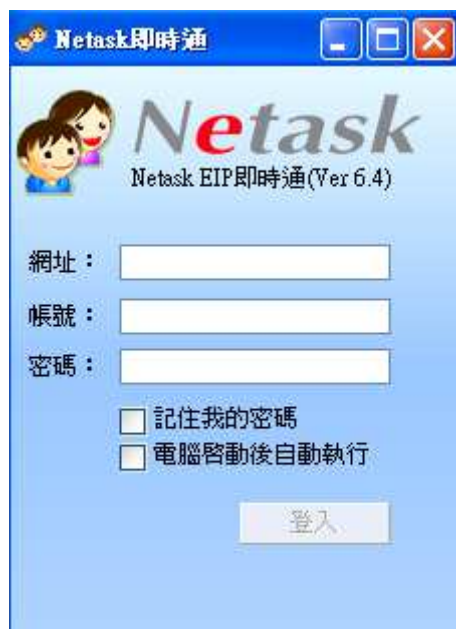 Netask即時通
Netask
Netask EIP即時通(Ver 6.4)
網址：
帳號：
密碼：
記住我的密碼
電腦啓動後自動執行
登入